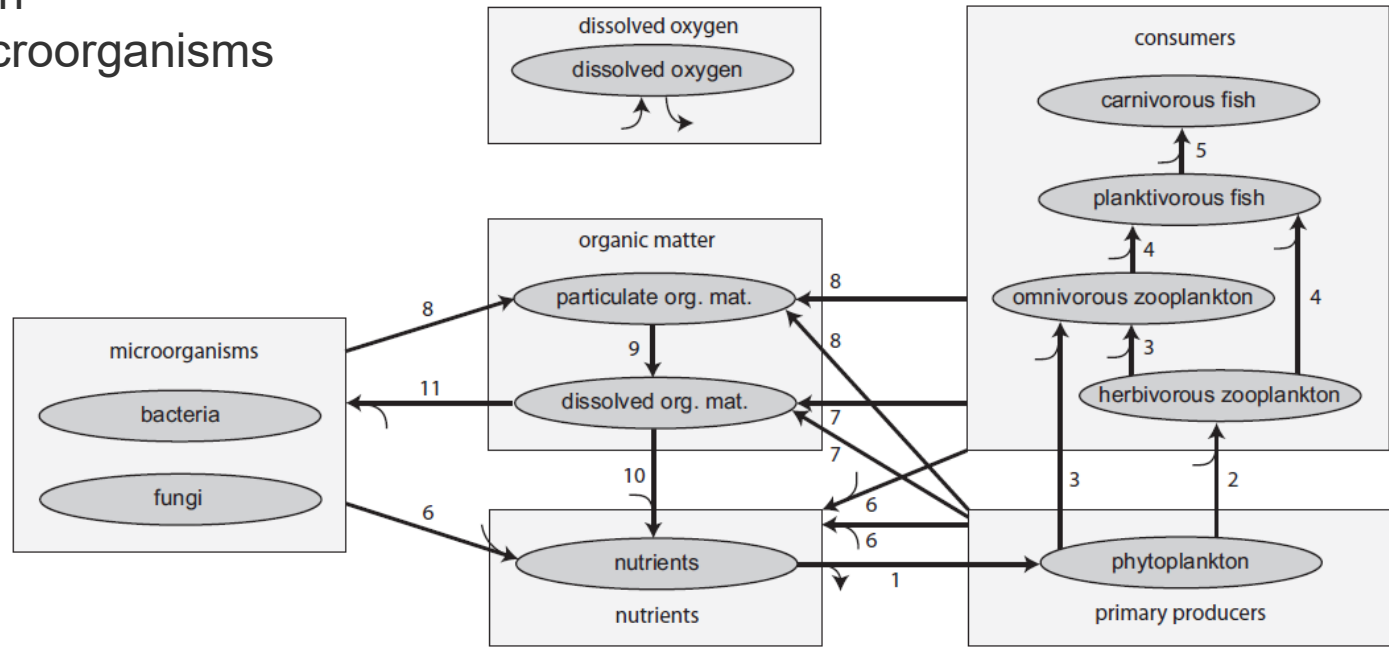 croorganisms
dissolved oxygen
dissolved oxygen
consumers
carnivorous fish
5
planktivorous fish
4
omnivorous zooplankton
4
3
herbivorous zooplankton
3
2
organic matter
particulate org. mat.
8
8
8
9
dissolved org. mat.
11
7
7
microorganisms
bacteria
fungi
6
10
6
6
nutrients
nutrients
1
phytoplankton
primary producers